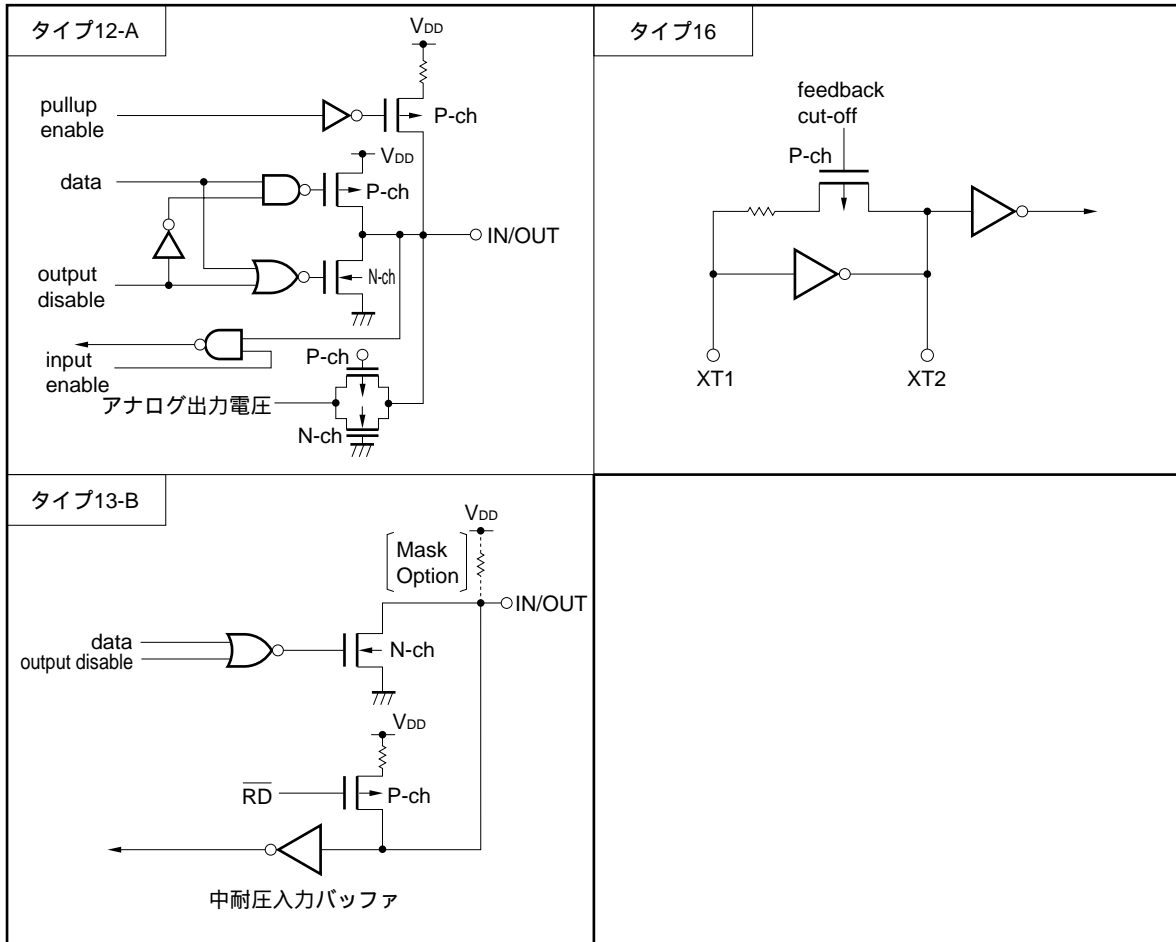 タイプ12-A
VDD
pullup
enable
P-ch
VDD
data
P-ch
IN/OUT
output
disable
N-ch
input
enable
P-ch
アナログ出力電圧
N-ch
タイプ16
feedback
cut-off
P-ch
XT1
XT2
タイプ13-B
VDD
Mask
Option
IN/OUT
data
output disable
N-ch
VDD
RD
P-ch
中耐圧入力バッファ